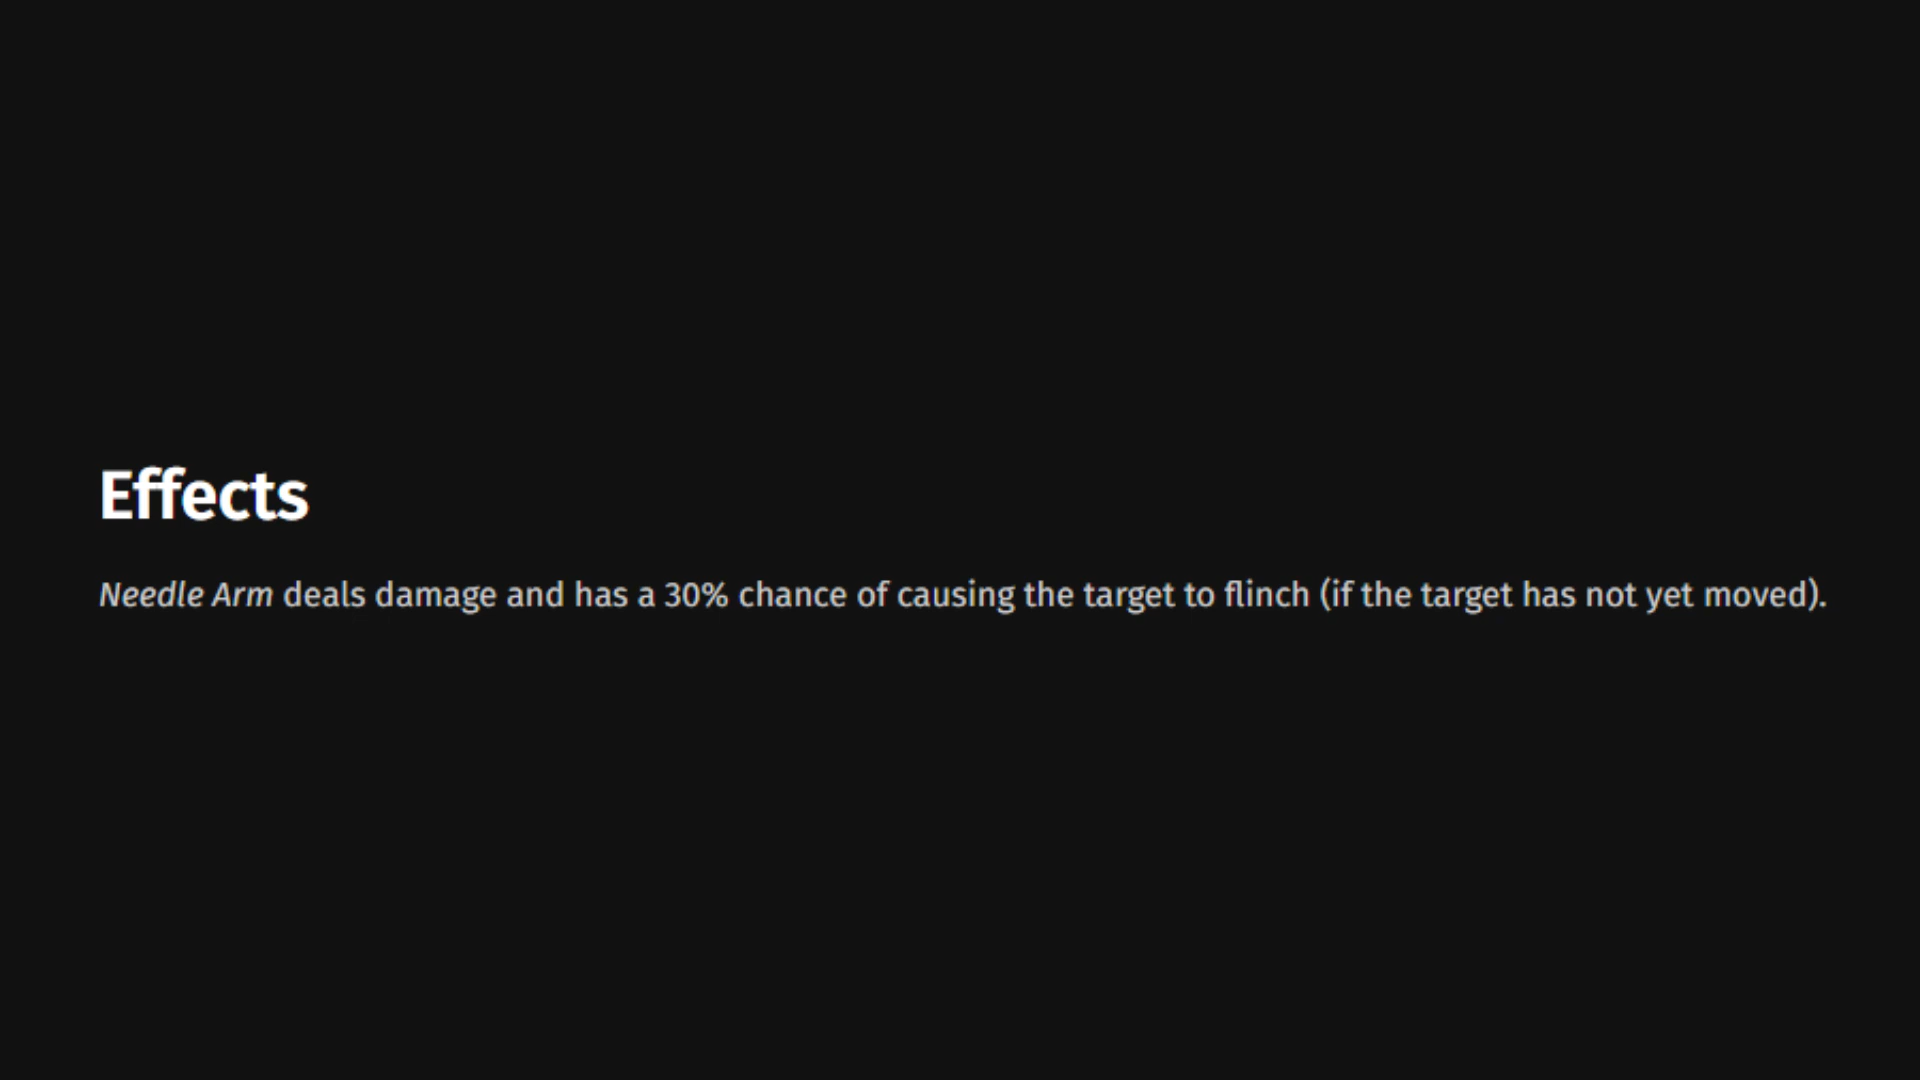 Effects
Needle Arm deals damage and has a 30% chance of causing the target to flinch (if the target has not yet moved).